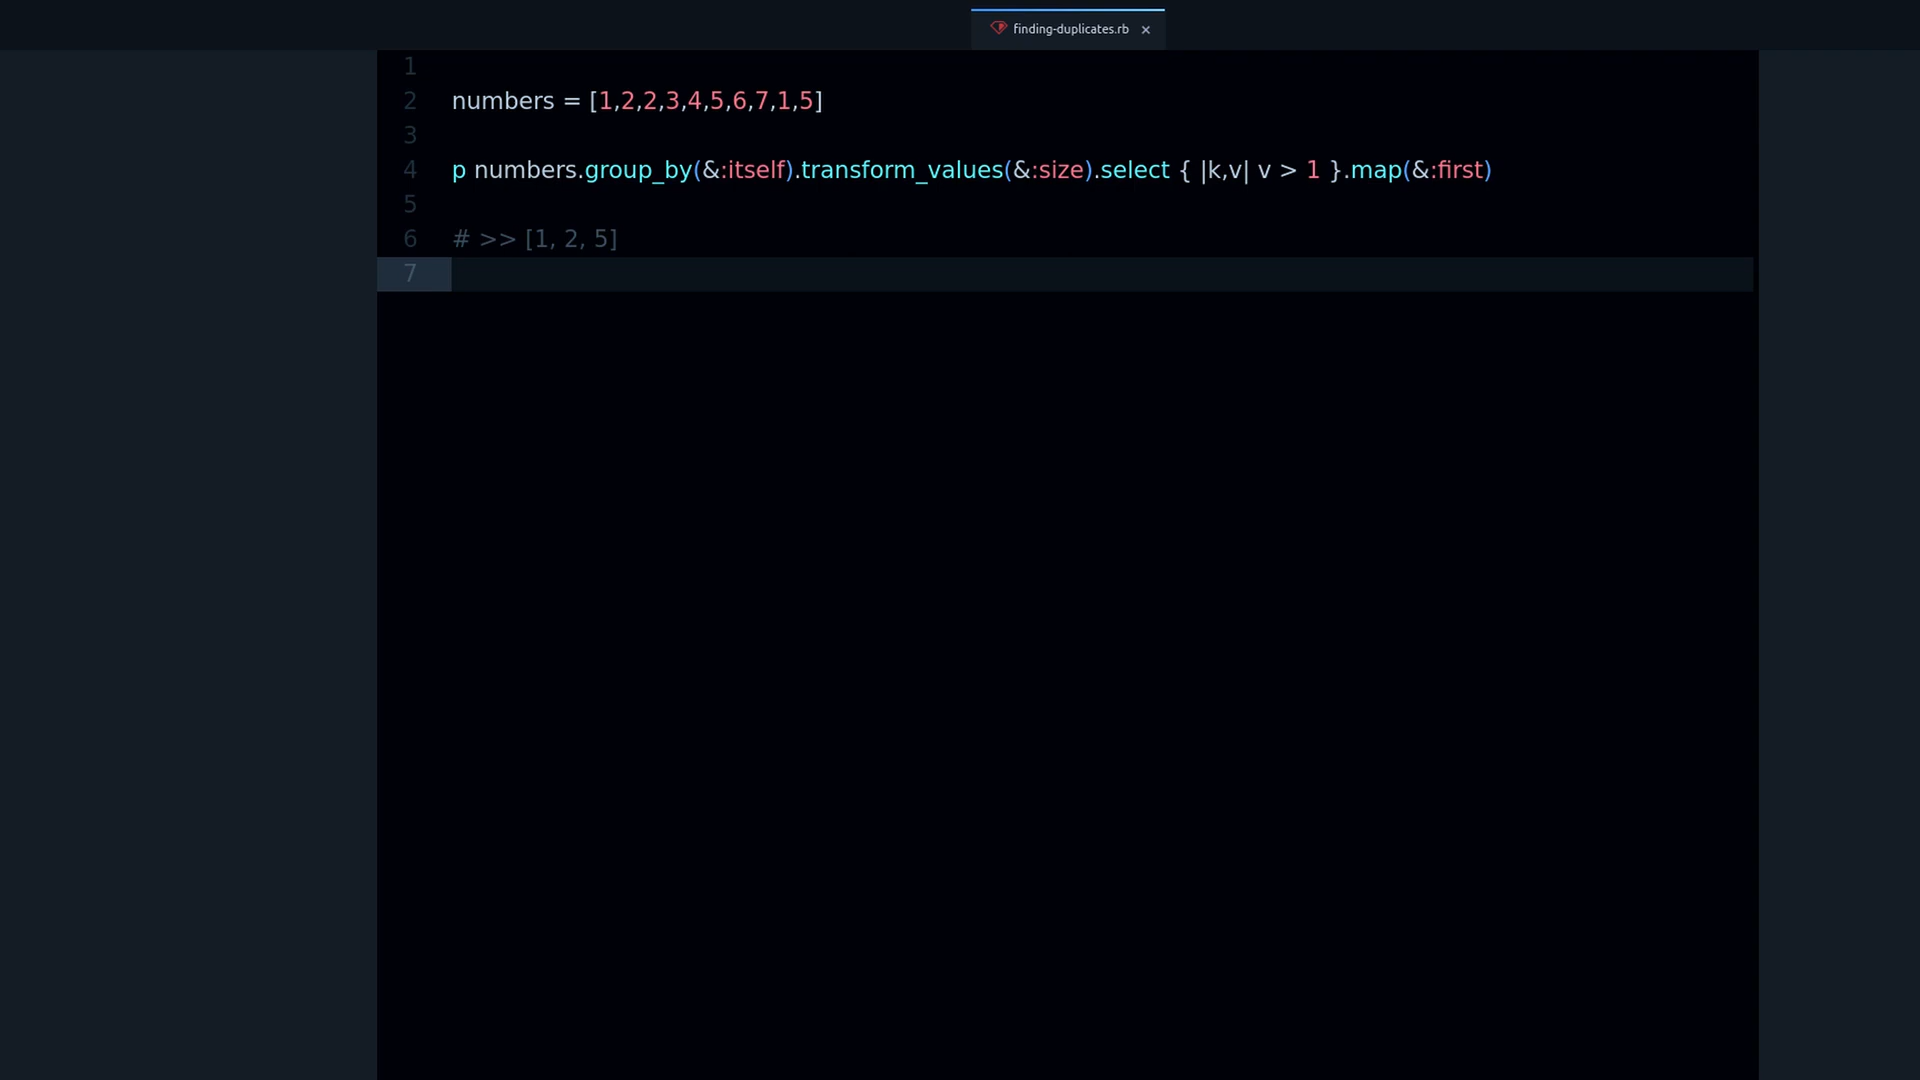 finding-duplicates.rb ×
1
2 numbers = [1,2,2,3,4,5,6,7,1,5]
3
4 p numbers.group_by(&:itself).transform_values(&:size).select { |k,v| v > 1 }.map(&:first)
5
6 # >> [1, 2, 5]
7